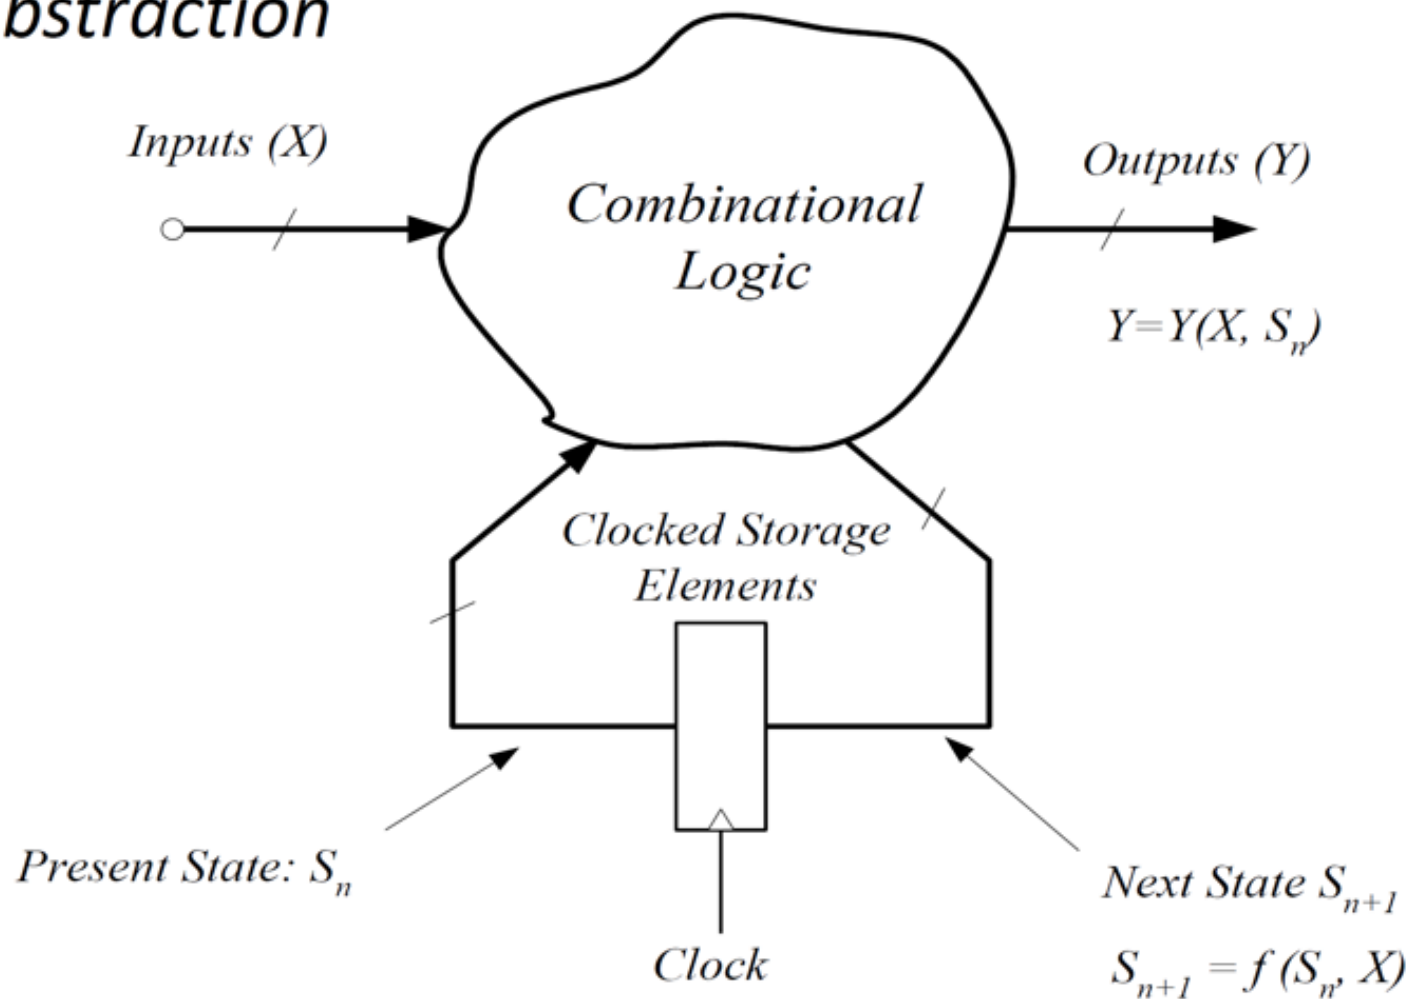 bstraction
Inputs (X)
Combinational
Logic
Outputs (Y)
Y=Y(X, Sn)
Clocked Storage
Elements
Present State: Sn
Next State Sn+1
Sn+1 = f (Sn, X)
Clock